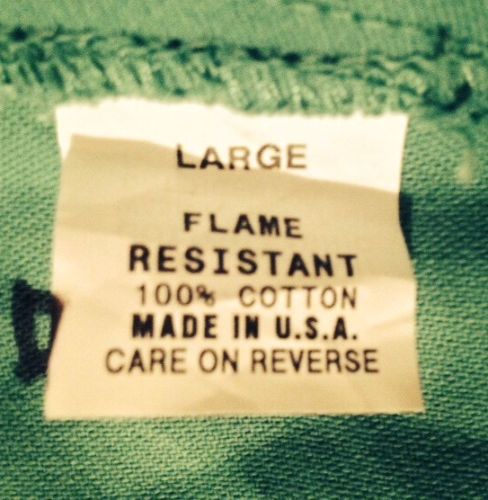 LARGE
FLAME
RESISTANT
100% COTTON
MADE IN U.S.A.
CARE ON REVERSE